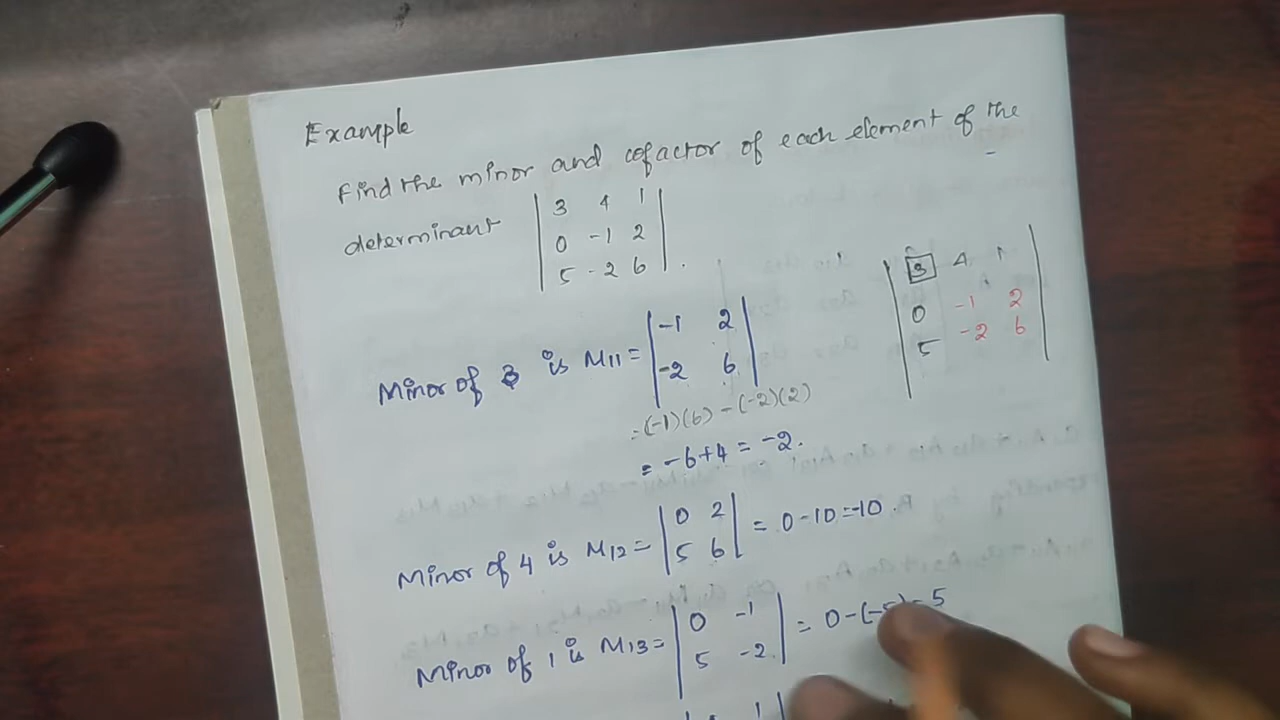 Example
Find the minor and cofactor of each element of the
determinant | 3 4 1 |
| 0 -1 2 |
| 5 -2 6 | .
| 3 4 1 |
| 0 -1 2 |
| 5 -2 6 |
Minor of 3 is M11 = | -1 2 |
| -2 6 |
= (-1)(6) - (-2)(2)
= -6+4 = -2.
Minor of 4 is M12 = | 0 2 | = 0-10=-10.
| 5 6 |
Minor of 1 is M13 = | 0 -1 | = 0-(-5)=5
| 5 -2 |